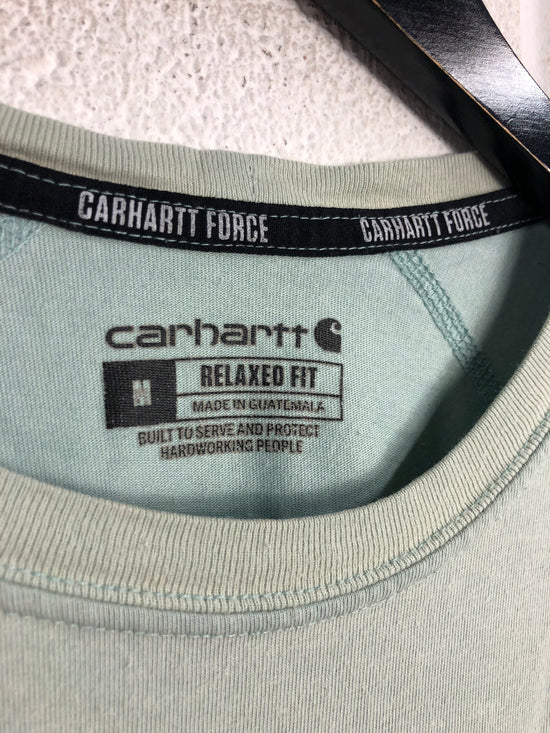 CARHARTT FORCE CARHARTT FORCE
carhartt
M RELAXED FIT
MADE IN GUATEMALA
BUILT TO SERVE AND PROTECT
HARDWORKING PEOPLE